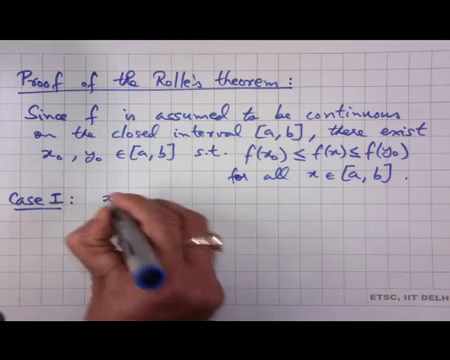 Proof of the Rolle's theorem :
Since f is assumed to be continuous
on the closed interval [a, b], there exist
x₀, y₀ ∈ [a, b] s.t. f(x₀) ≤ f(x) ≤ f(y₀)
for all x ∈ [a, b].
Case I :
ETSC, IIT DELH